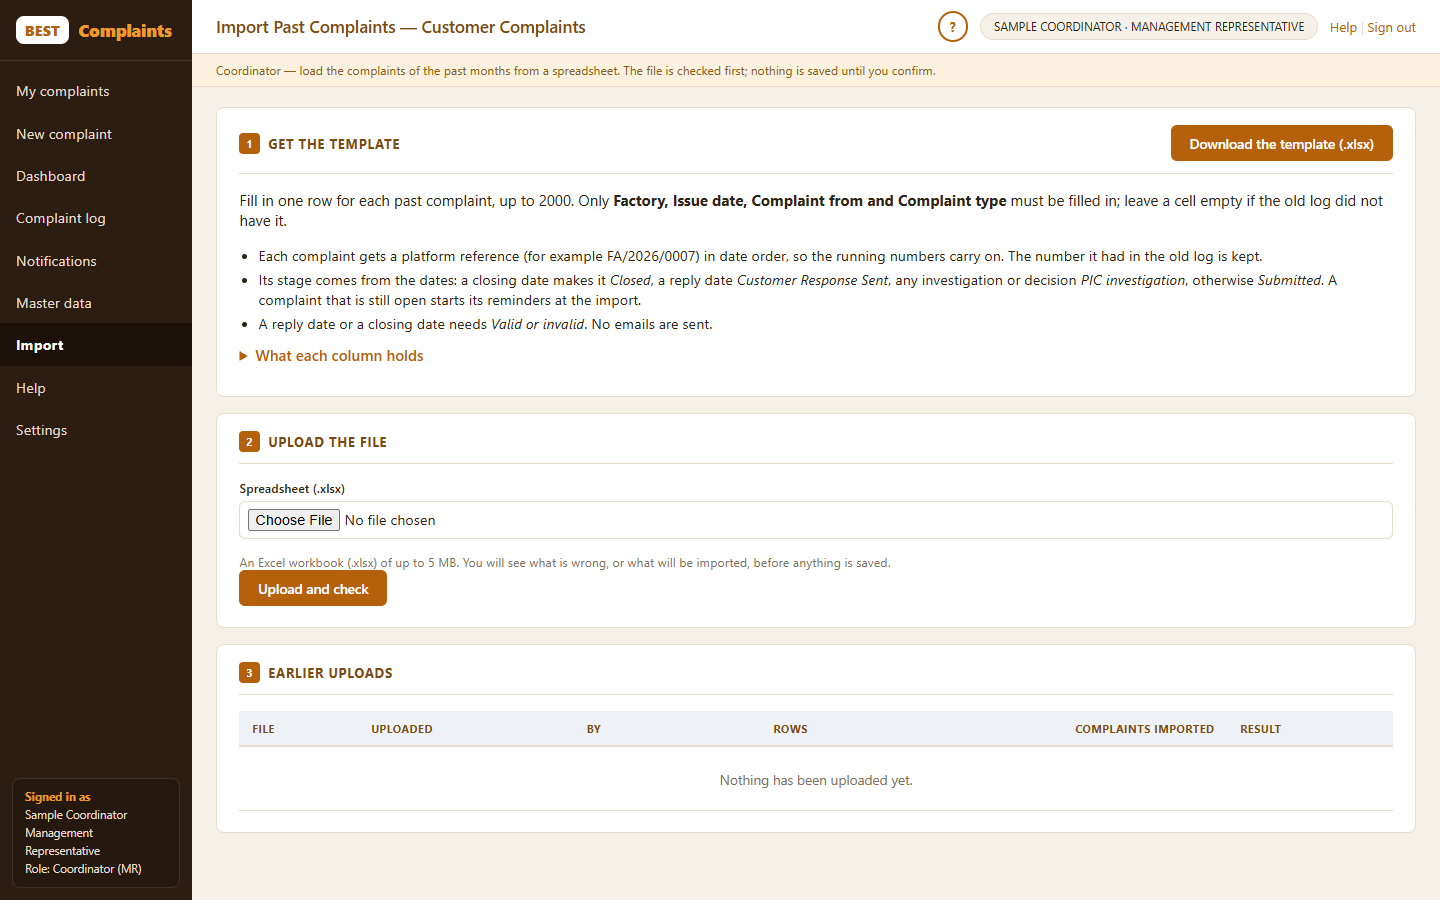 BEST Complaints
My complaints
New complaint
Dashboard
Complaint log
Notifications
Master data
Import
Help
Settings
Signed in as
Sample Coordinator
Management
Representative
Role: Coordinator (MR)
Import Past Complaints — Customer Complaints
?
SAMPLE COORDINATOR · MANAGEMENT REPRESENTATIVE
Help | Sign out
Coordinator — load the complaints of the past months from a spreadsheet. The file is checked first; nothing is saved until you confirm.
1 GET THE TEMPLATE
Download the template (.xlsx)
Fill in one row for each past complaint, up to 2000. Only Factory, Issue date, Complaint from and Complaint type must be filled in; leave a cell empty if the old log did not
have it.
• Each complaint gets a platform reference (for example FA/2026/0007) in date order, so the running numbers carry on. The number it had in the old log is kept.
• Its stage comes from the dates: a closing date makes it Closed, a reply date Customer Response Sent, any investigation or decision PIC investigation, otherwise Submitted. A
complaint that is still open starts its reminders at the import.
• A reply date or a closing date needs Valid or invalid. No emails are sent.
▶ What each column holds
2 UPLOAD THE FILE
Spreadsheet (.xlsx)
Choose File No file chosen
An Excel workbook (.xlsx) of up to 5 MB. You will see what is wrong, or what will be imported, before anything is saved.
Upload and check
3 EARLIER UPLOADS
FILE UPLOADED BY ROWS COMPLAINTS IMPORTED RESULT
Nothing has been uploaded yet.